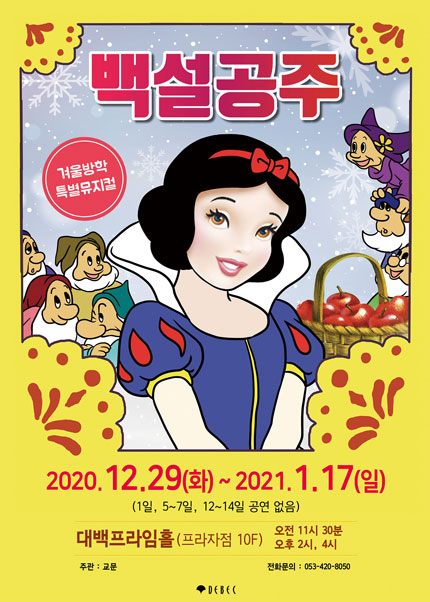 백설공주
겨울방학
특별뮤지컬
2020. 12.29(화) ~ 2021. 1.17(일)
(1일, 5~7일, 12~14일 공연 없음)
대백프라임홀(프라자점 10F)
오전 11시 30분
오후 2시, 4시
주관 : 교문
전화문의 : 053-420-8050
DEBEC